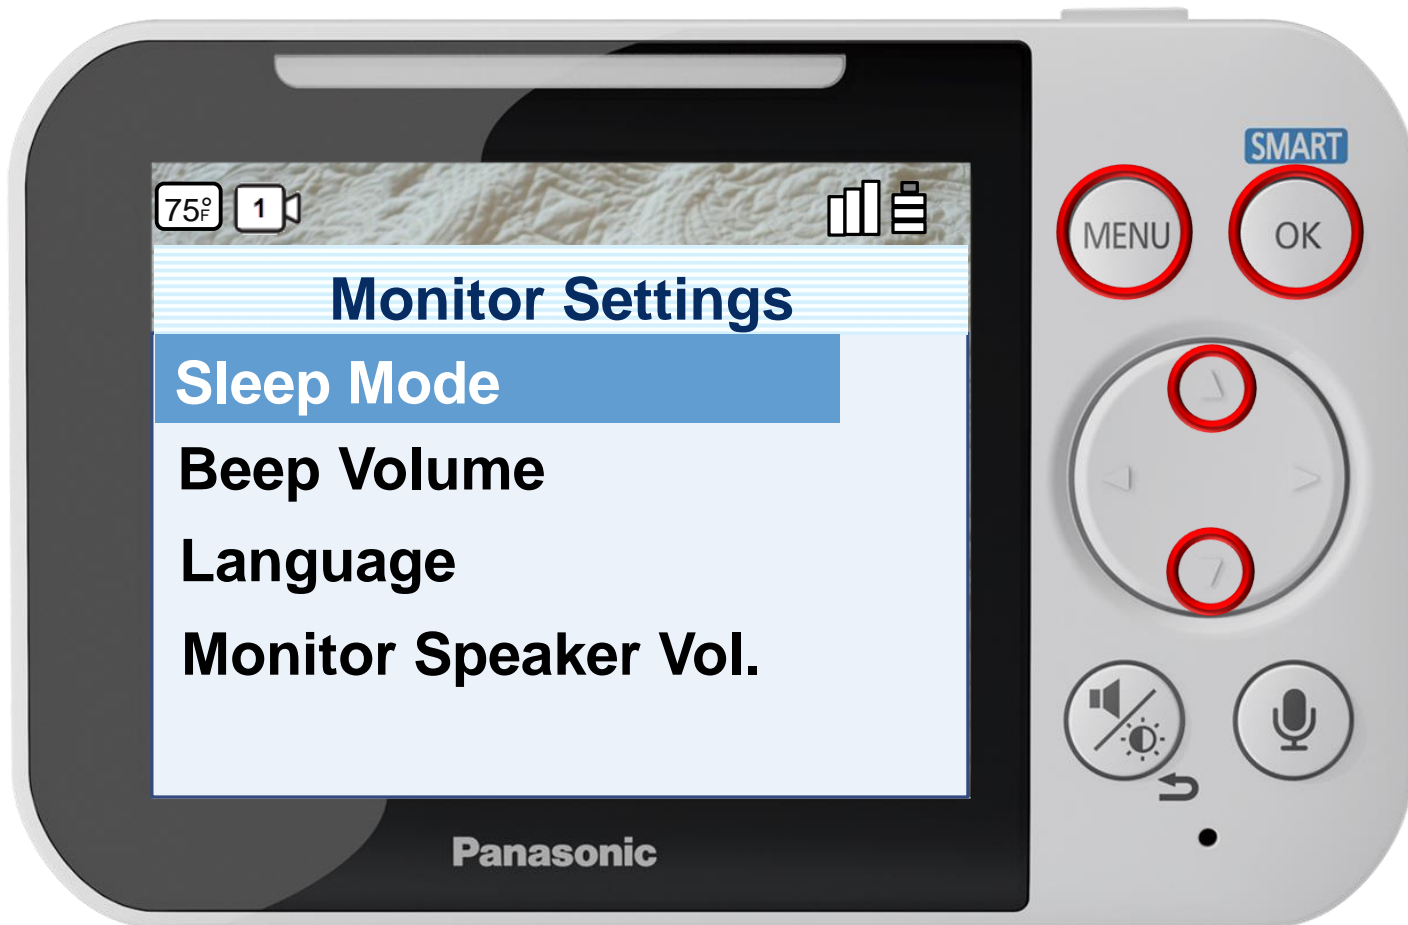 SMART
75°F 1
MENU OK
Monitor Settings
Sleep Mode
Beep Volume
Language
Monitor Speaker Vol.
Panasonic